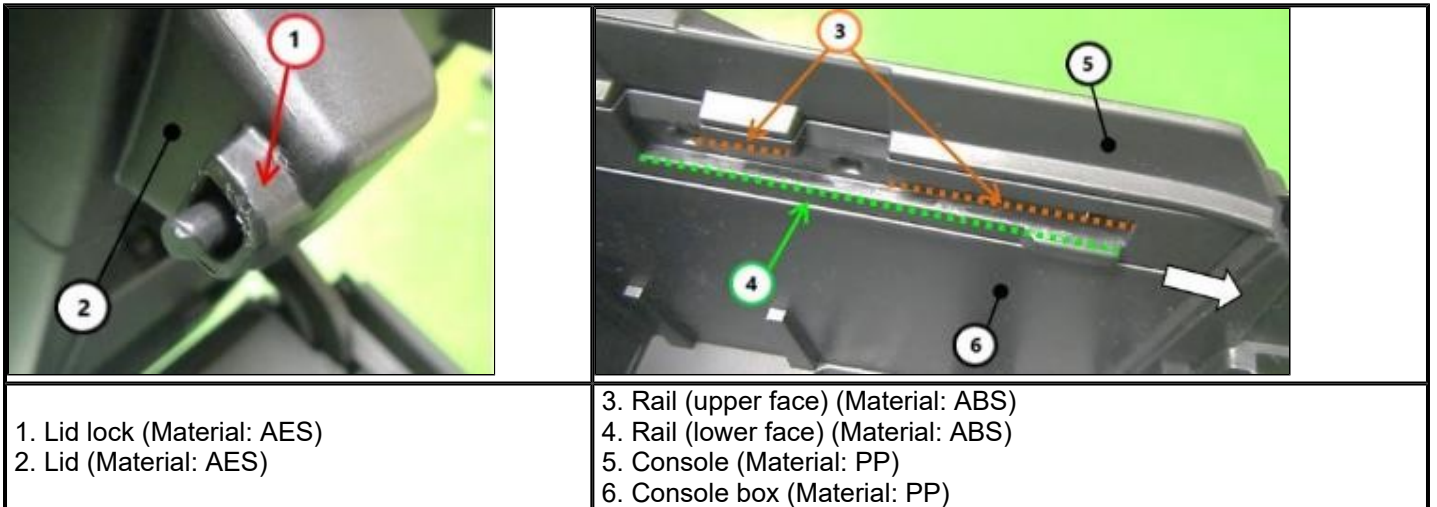 1
2
3
5
4
6
1. Lid lock (Material: AES)
2. Lid (Material: AES)
3. Rail (upper face) (Material: ABS)
4. Rail (lower face) (Material: ABS)
5. Console (Material: PP)
6. Console box (Material: PP)